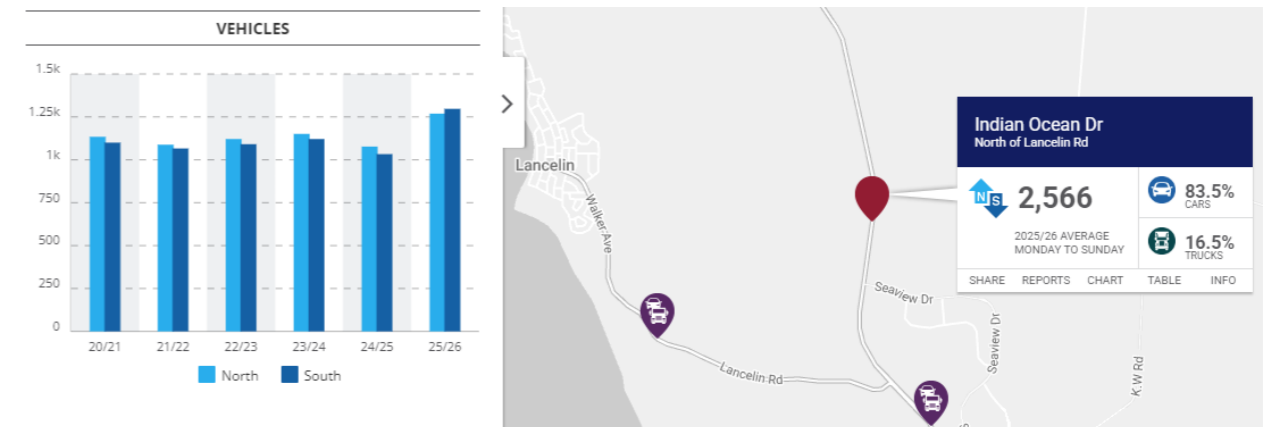 VEHICLES
1.5k
1.25k
1k
750
500
250
0
20/21 21/22 22/23 23/24 24/25 25/26
North South
Lancelin
Walker Ave
Lancelin Rd
Seaview Dr
Seaview Dr
K.W Rd
Indian Ocean Dr
North of Lancelin Rd
N S
2,566
2025/26 AVERAGE
MONDAY TO SUNDAY
83.5%
CARS
16.5%
TRUCKS
SHARE REPORTS CHART TABLE INFO